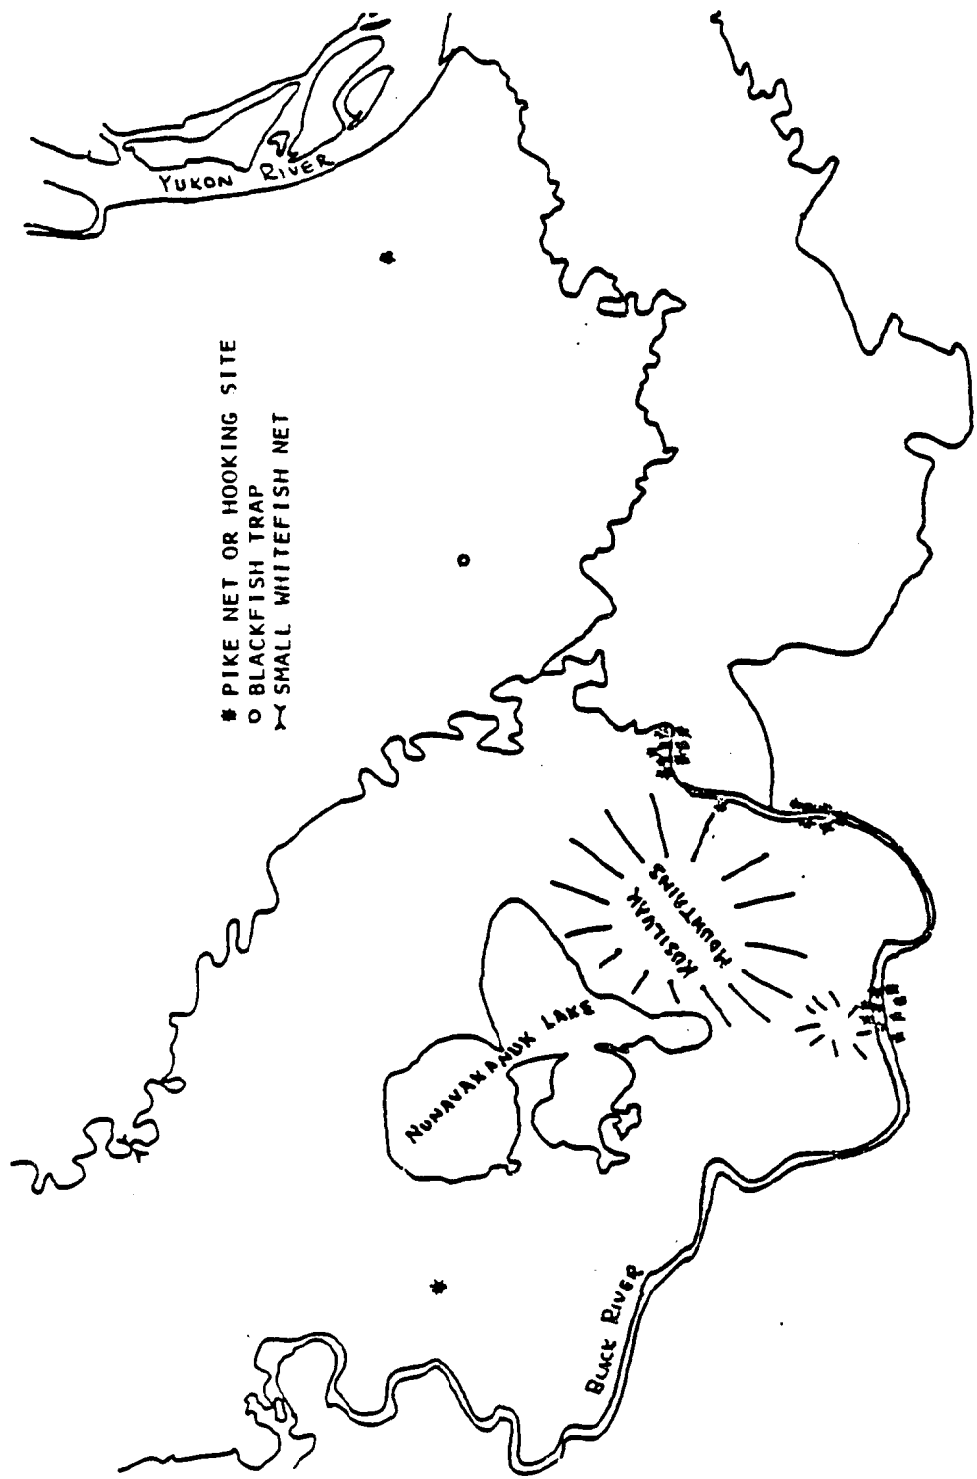 YUKON RIVER
* PIKE NET OR HOOKING SITE
o BLACKFISH TRAP
>-< SMALL WHITEFISH NET
KUSILVAK
MOUNTAINS
NUNAVAKANUK LAKE
BLACK RIVER